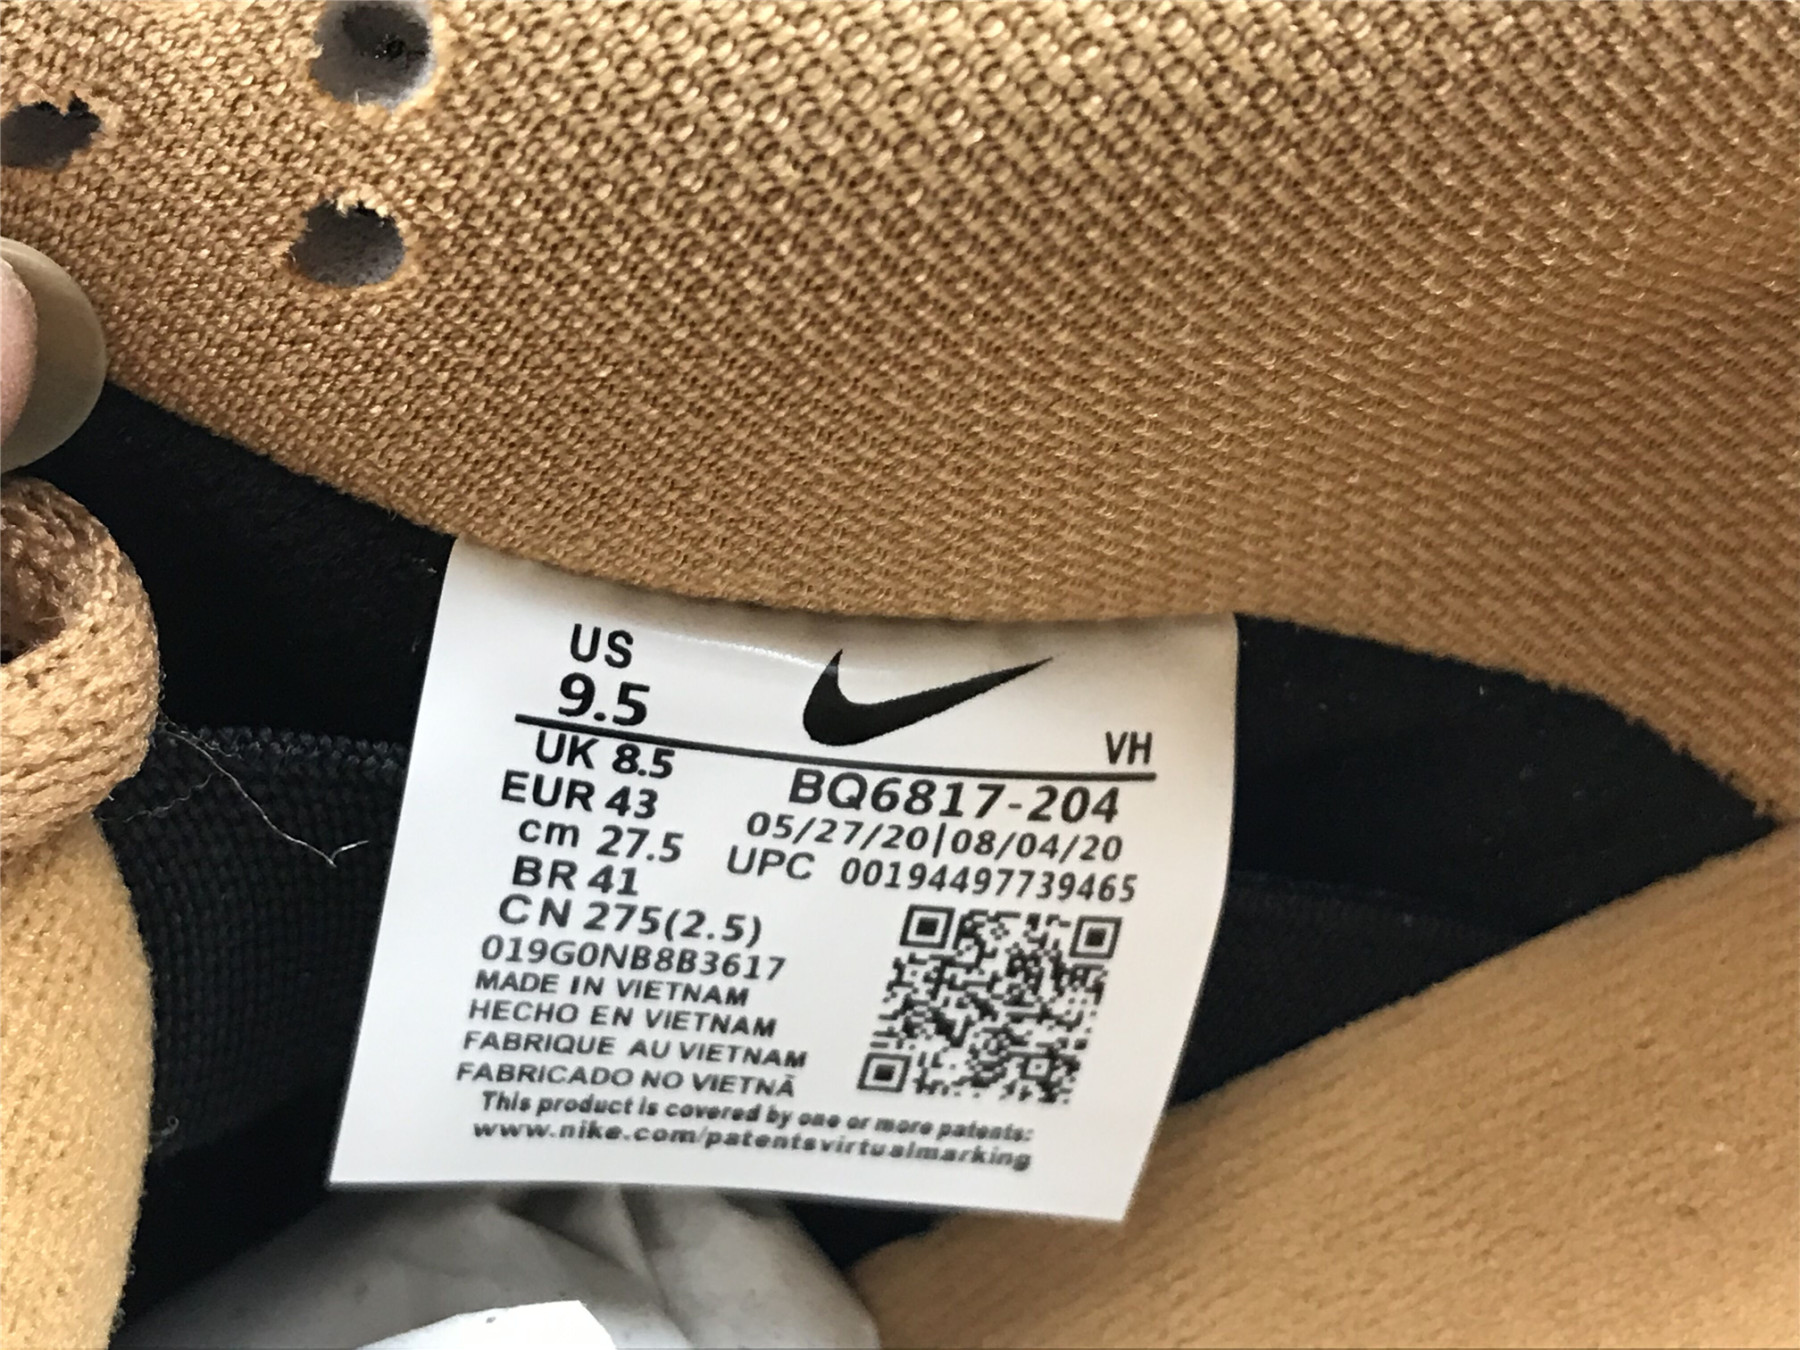 US
9.5
VH
UK 8.5
EUR 43
cm 27.5
BR 41
CN 275(2.5)
BQ6817-204
05/27/20|08/04/20
UPC 00194497739465
019G0NB8B3617
MADE IN VIETNAM
HECHO EN VIETNAM
FABRIQUE AU VIETNAM
FABRICADO NO VIETNÃ
This product is covered by one or more patents:
www.nike.com/patentsvirtualmarking